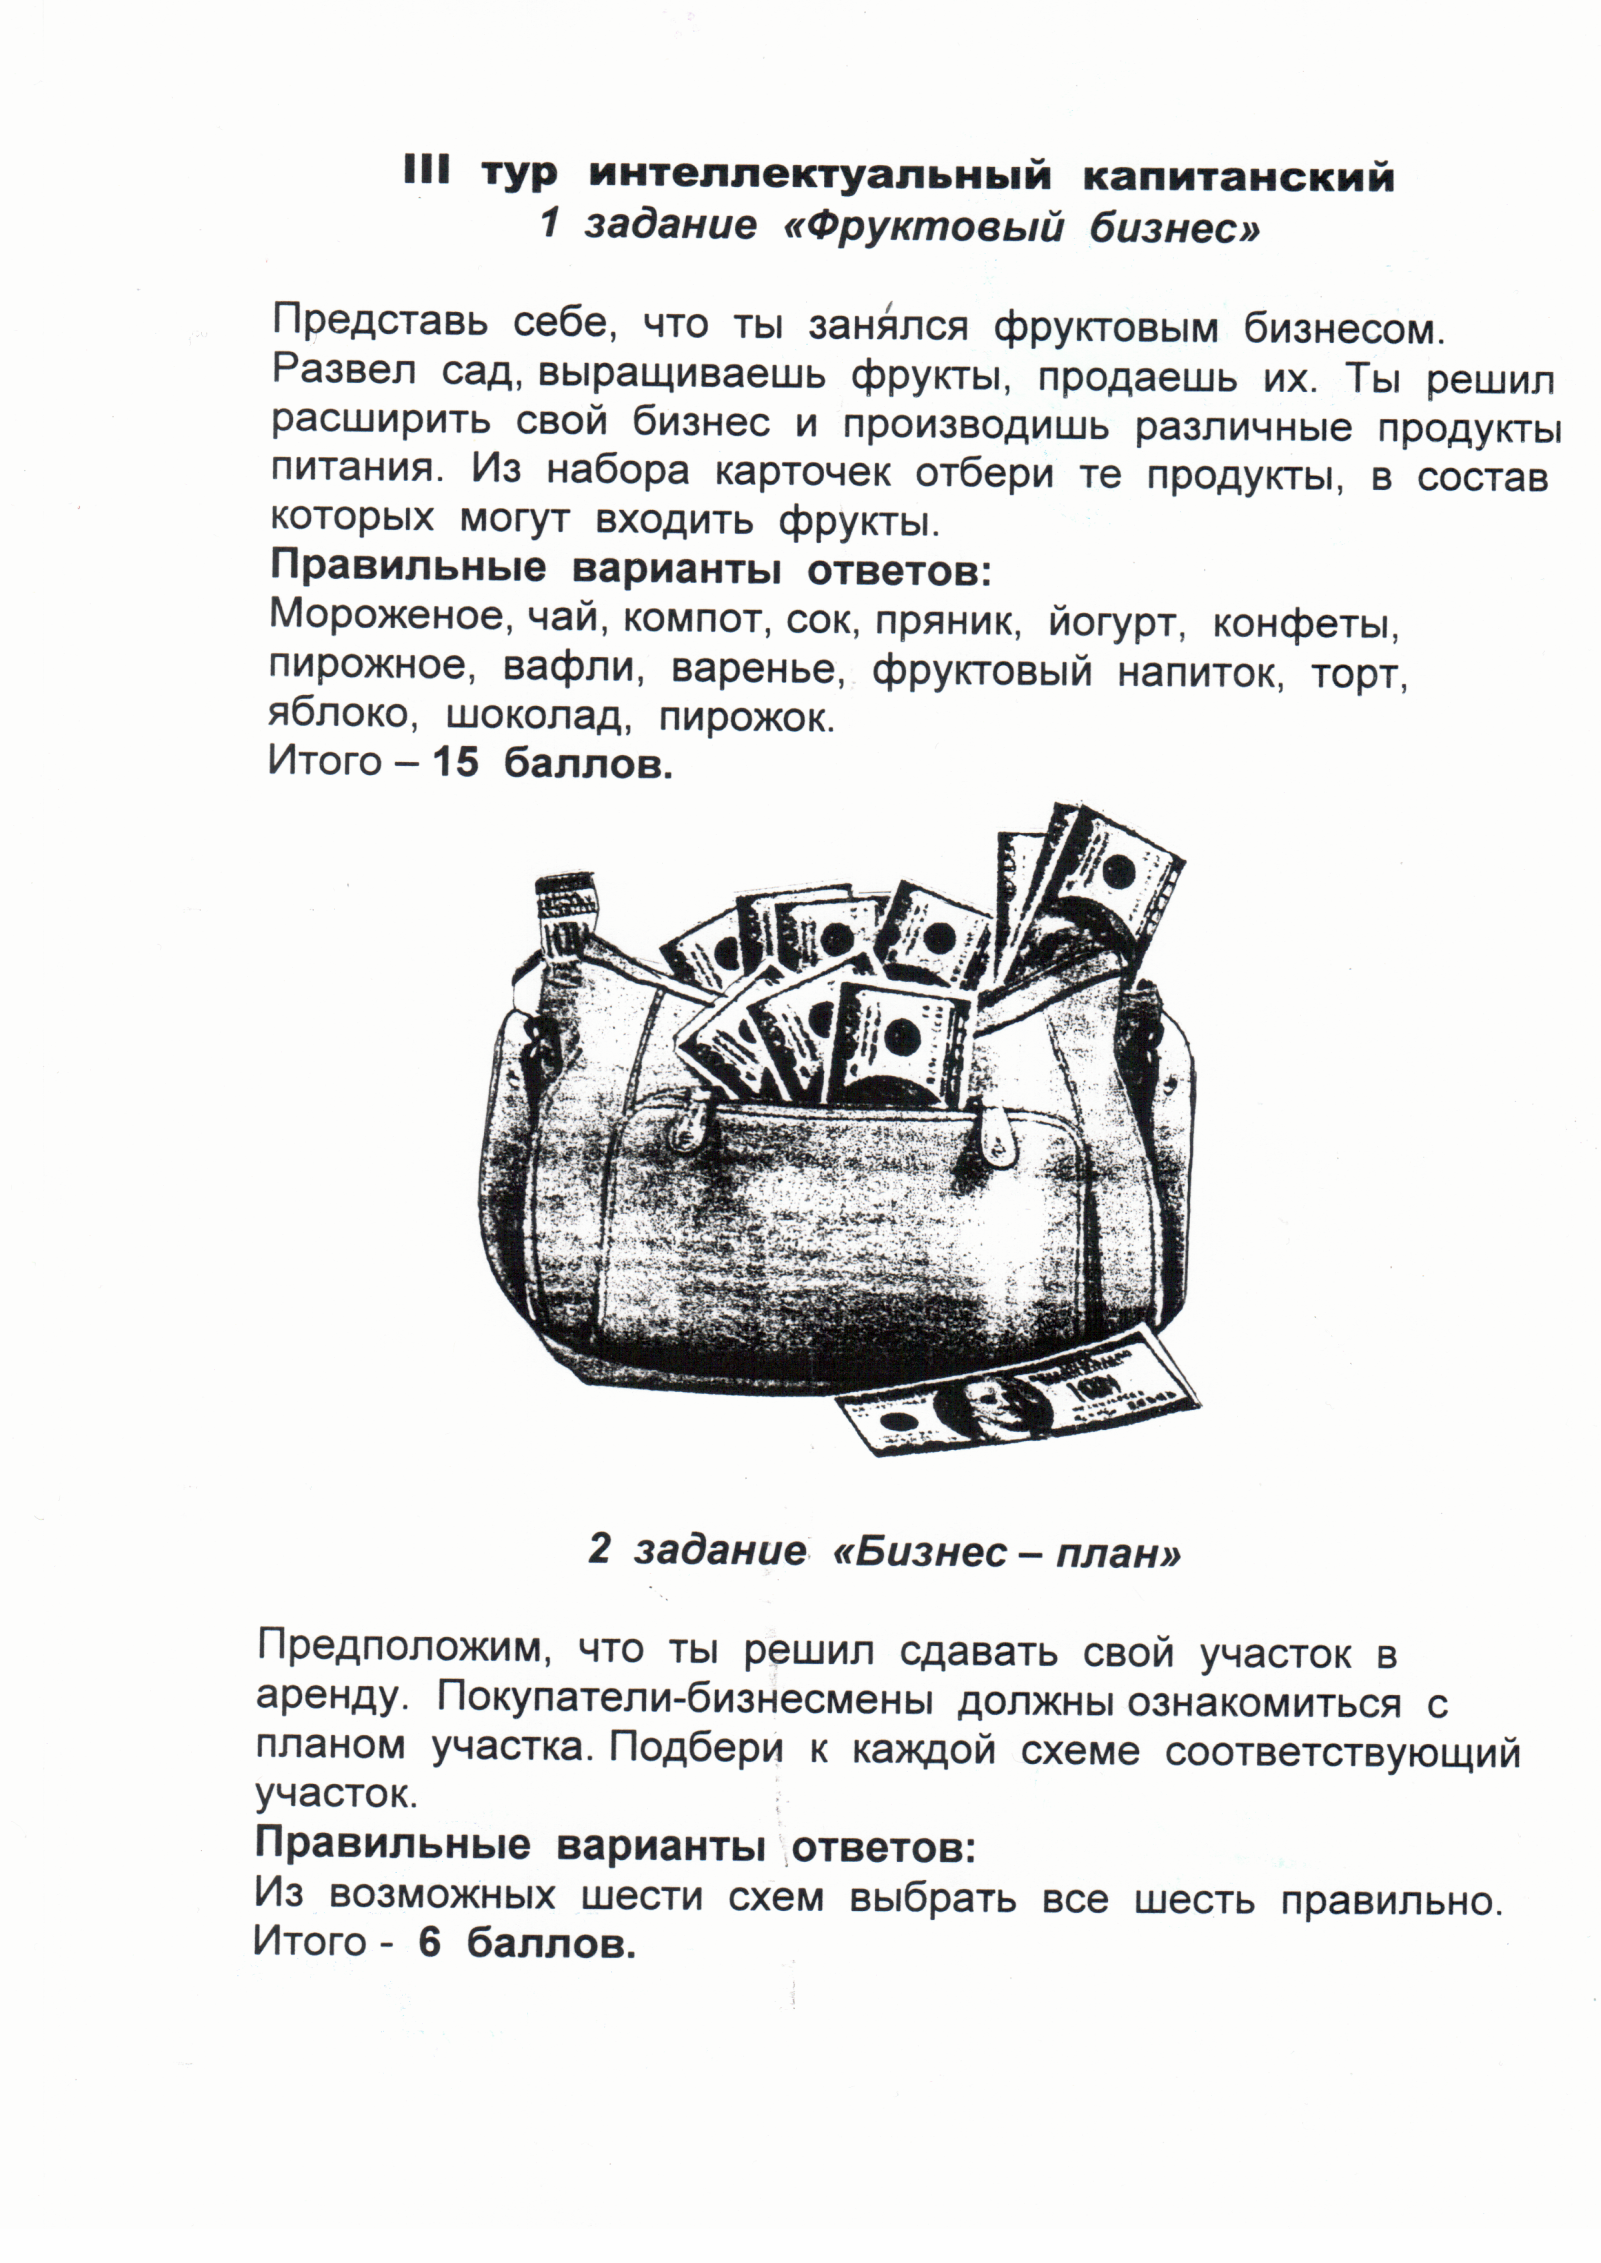 III тур интеллектуальный капитанский
1 задание «Фруктовый бизнес»
Представь себе, что ты занялся фруктовым бизнесом.
Развел сад, выращиваешь фрукты, продаешь их. Ты решил
расширить свой бизнес и производишь различные продукты
питания. Из набора карточек отбери те продукты, в состав
которых могут входить фрукты.
Правильные варианты ответов:
Мороженое, чай, компот, сок, пряник, йогурт, конфеты,
пирожное, вафли, варенье, фруктовый напиток, торт,
яблоко, шоколад, пирожок.
Итого – 15 баллов.
2 задание «Бизнес – план»
Предположим, что ты решил сдавать свой участок в
аренду. Покупатели-бизнесмены должны ознакомиться с
планом участка. Подбери к каждой схеме соответствующий
участок.
Правильные варианты ответов:
Из возможных шести схем выбрать все шесть правильно.
Итого - 6 баллов.